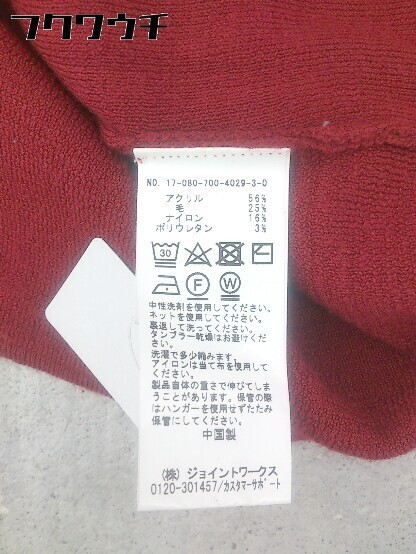 フクワウチ
NO. 17-080-700-4029-3-0
アクリル 56%
毛 25%
ナイロン 16%
ポリウレタン 3%
30
F W
中性洗剤を使用してください。
ネットを使用してください。
裏返して洗ってください。
タンブラー乾燥はお避けくださ
い。
洗濯で多少縮みます。
アイロンは当て布を使用して
ください。
製品自体の重さで伸びてしま
うことがあります。保管の際
はハンガーを使用せずたたみ
保管にしてください。
中国製
(株) ジョイントワークス
0120-301457/カスタマーサポート